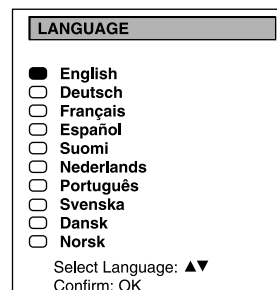 LANGUAGE
English
Deutsch
Français
Español
Suomi
Nederlands
Português
Svenska
Dansk
Norsk
Select Language: ▲▼
Confirm: OK